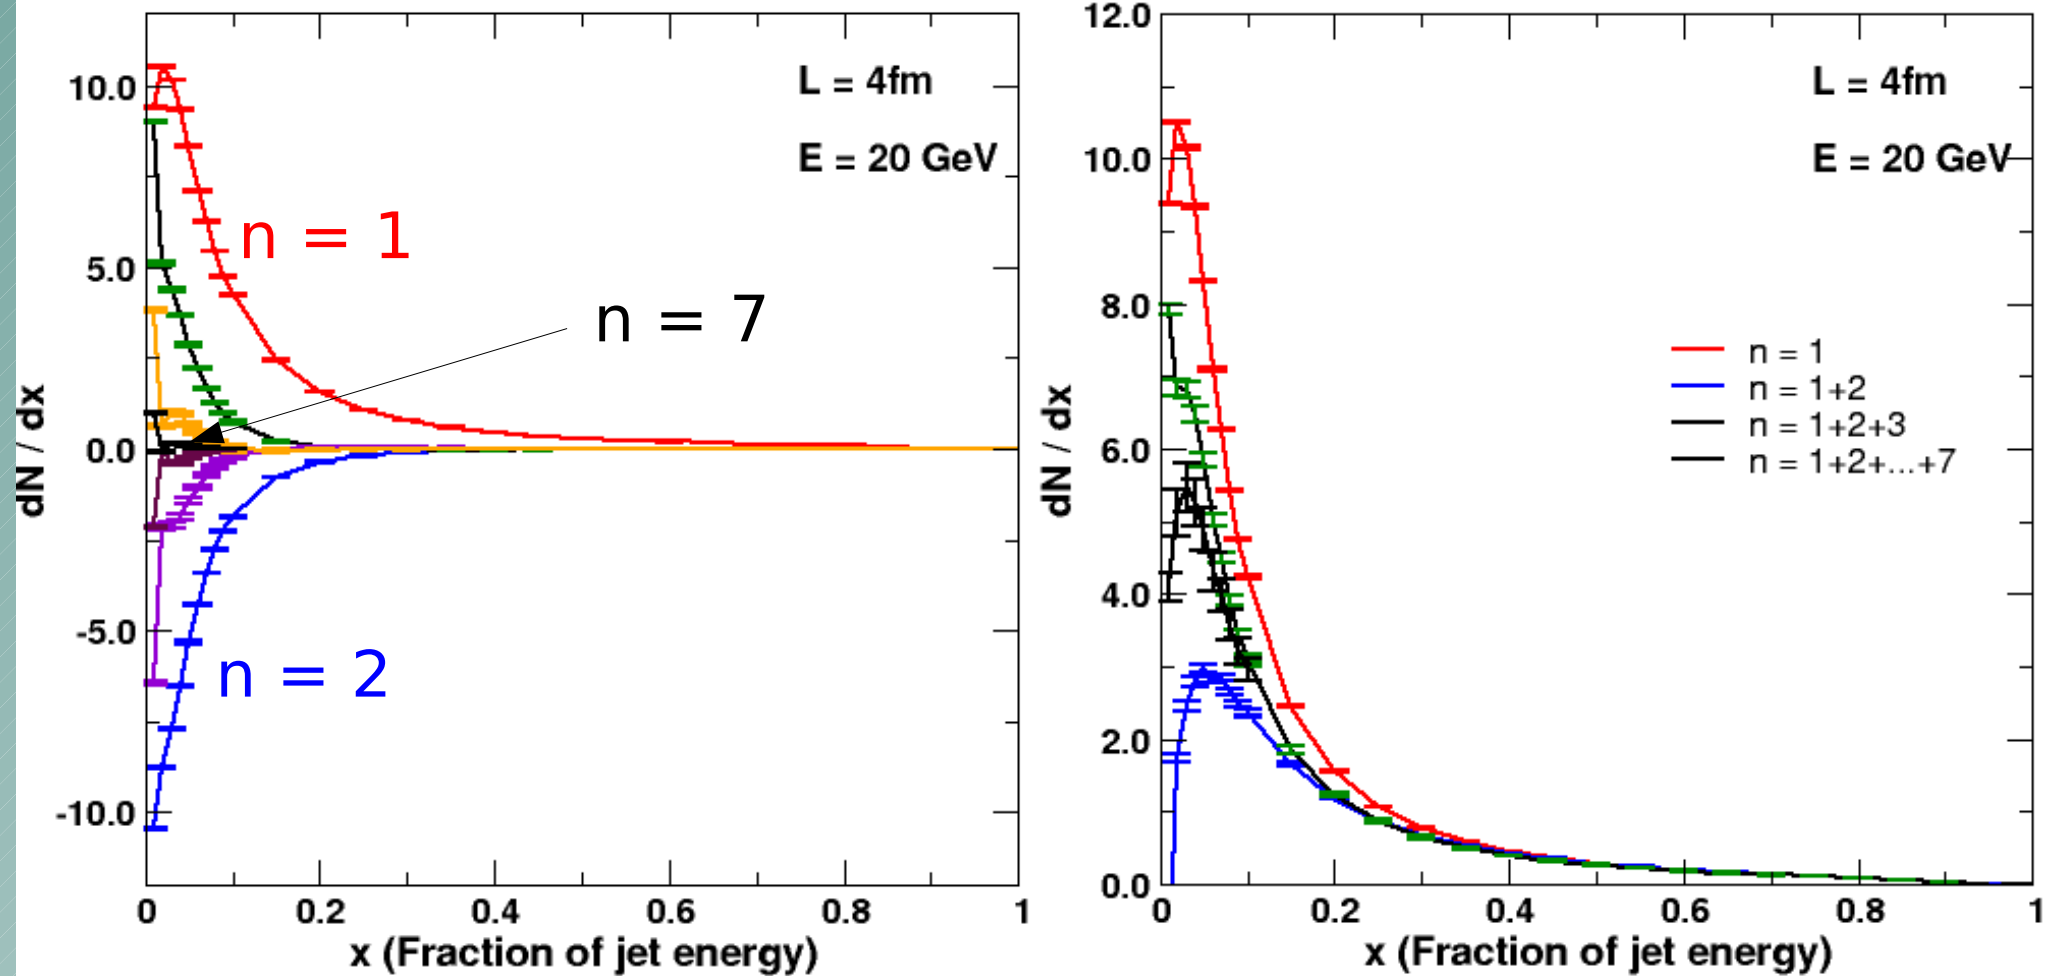 10.0
5.0
0.0
-5.0
-10.0
dN / dx
L = 4fm
E = 20 GeV
n = 1
n = 7
n = 2
0 0.2 0.4 0.6 0.8 1
x (Fraction of jet energy)
12.0
10.0
8.0
6.0
4.0
2.0
0.0
dN / dx
L = 4fm
E = 20 GeV
n = 1
n = 1+2
n = 1+2+3
n = 1+2+...+7
0 0.2 0.4 0.6 0.8 1
x (Fraction of jet energy)